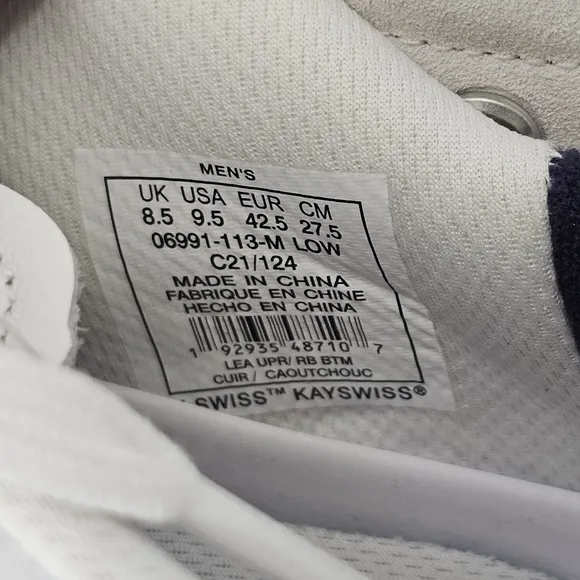 MEN'S
UK USA EUR CM
8.5 9.5 42.5 27.5
06991-113-M LOW
C21/124
MADE IN CHINA
FABRIQUE EN CHINE
HECHO EN CHINA
1 92935 48710 7
LEA UPR/ RB BTM
CUIR / CAOUTCHOUC
SWISS™ KAYSWISS®